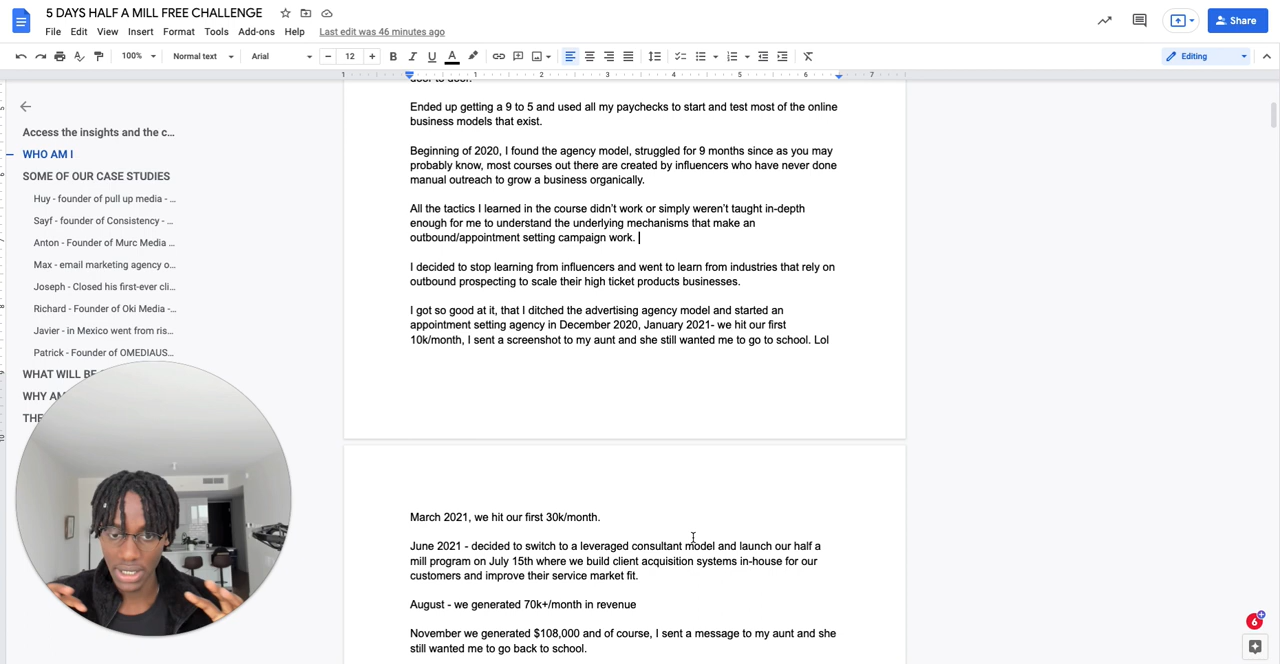 5 DAYS HALF A MILL FREE CHALLENGE
File Edit View Insert Format Tools Add-ons Help Last edit was 46 minutes ago
Share
100% Normal text Arial − 12 + B I U A Editing
1 1 2 3 4 5 6 7
Access the insights and the c...
WHO AM I
SOME OF OUR CASE STUDIES
Huy - founder of pull up media - ...
Sayf - founder of Consistency - ...
Anton - Founder of Murc Media ...
Max - email marketing agency o...
Joseph - Closed his first-ever cli...
Richard - Founder of Oki Media -...
Javier - in Mexico went from ris...
Patrick - Founder of OMEDIAUS...
WHAT WILL BE
WHY AM
THE
door to door.
Ended up getting a 9 to 5 and used all my paychecks to start and test most of the online
business models that exist.
Beginning of 2020, I found the agency model, struggled for 9 months since as you may
probably know, most courses out there are created by influencers who have never done
manual outreach to grow a business organically.
All the tactics I learned in the course didn't work or simply weren't taught in-depth
enough for me to understand the underlying mechanisms that make an
outbound/appointment setting campaign work.
I decided to stop learning from influencers and went to learn from industries that rely on
outbound prospecting to scale their high ticket products businesses.
I got so good at it, that I ditched the advertising agency model and started an
appointment setting agency in December 2020, January 2021- we hit our first
10k/month, I sent a screenshot to my aunt and she still wanted me to go to school. Lol
March 2021, we hit our first 30k/month.
June 2021 - decided to switch to a leveraged consultant model and launch our half a
mill program on July 15th where we build client acquisition systems in-house for our
customers and improve their service market fit.
August - we generated 70k+/month in revenue
November we generated $108,000 and of course, I sent a message to my aunt and she
still wanted me to go back to school.
6